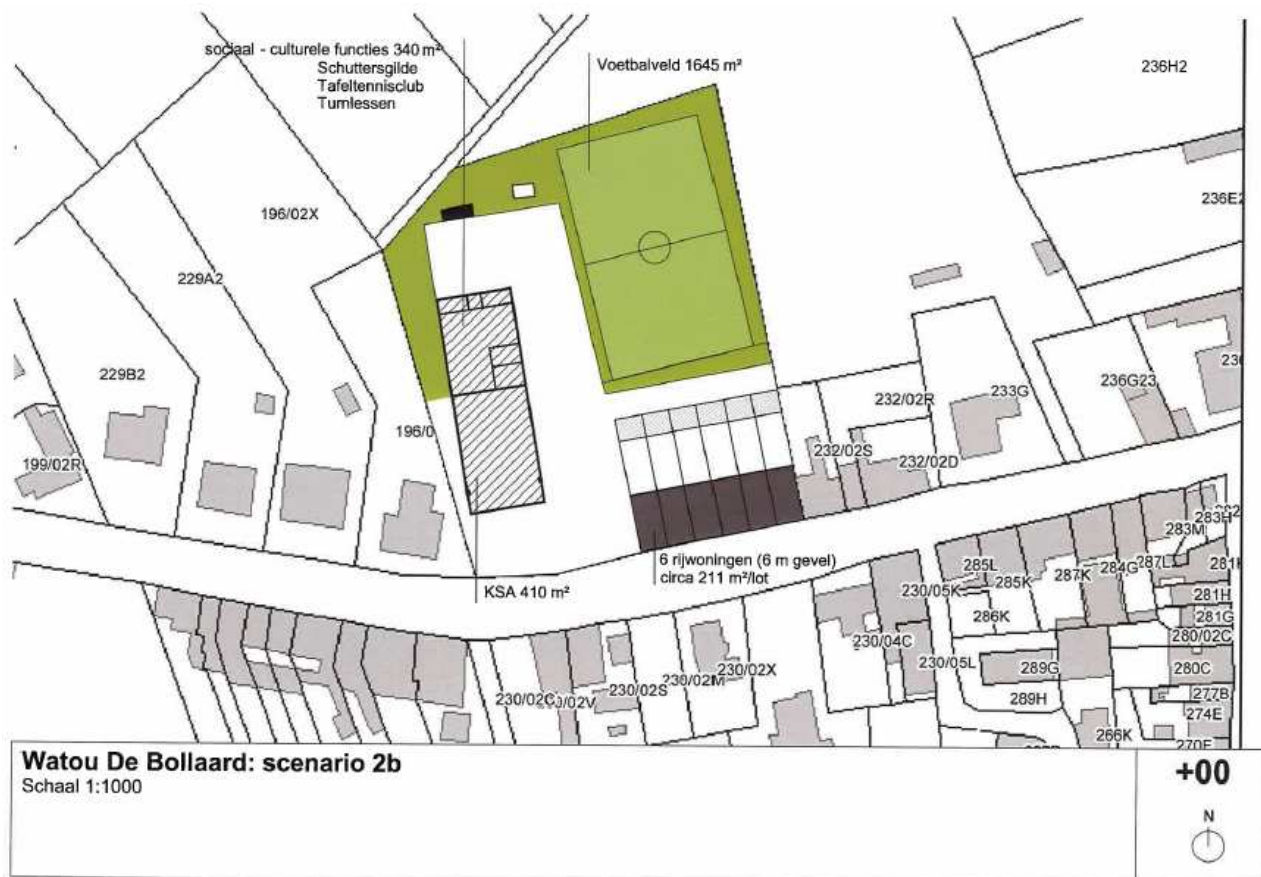 sociaal - culturele functies 340 m²
Schuttersgilde
Tafeltennisclub
Turnlessen
Voetbalveld 1645 m²
236H2
236E2
196/02X
229A2
229B2
196/0
199/02R
232/02R
233G
236G23
232/02S
232/02D
6 rijwoningen (6 m gevel)
circa 211 m²/lot
KSA 410 m²
283H
283M
285L
285K
287K
284G
287L
230/05K
286K
281H
281G
280/02C
230/04C
230/05L
289G
280C
289H
277B
274E
266K
270E
230/02C
230/02S
230/02M
230/02X
Watou De Bollaard: scenario 2b
Schaal 1:1000
+00
N